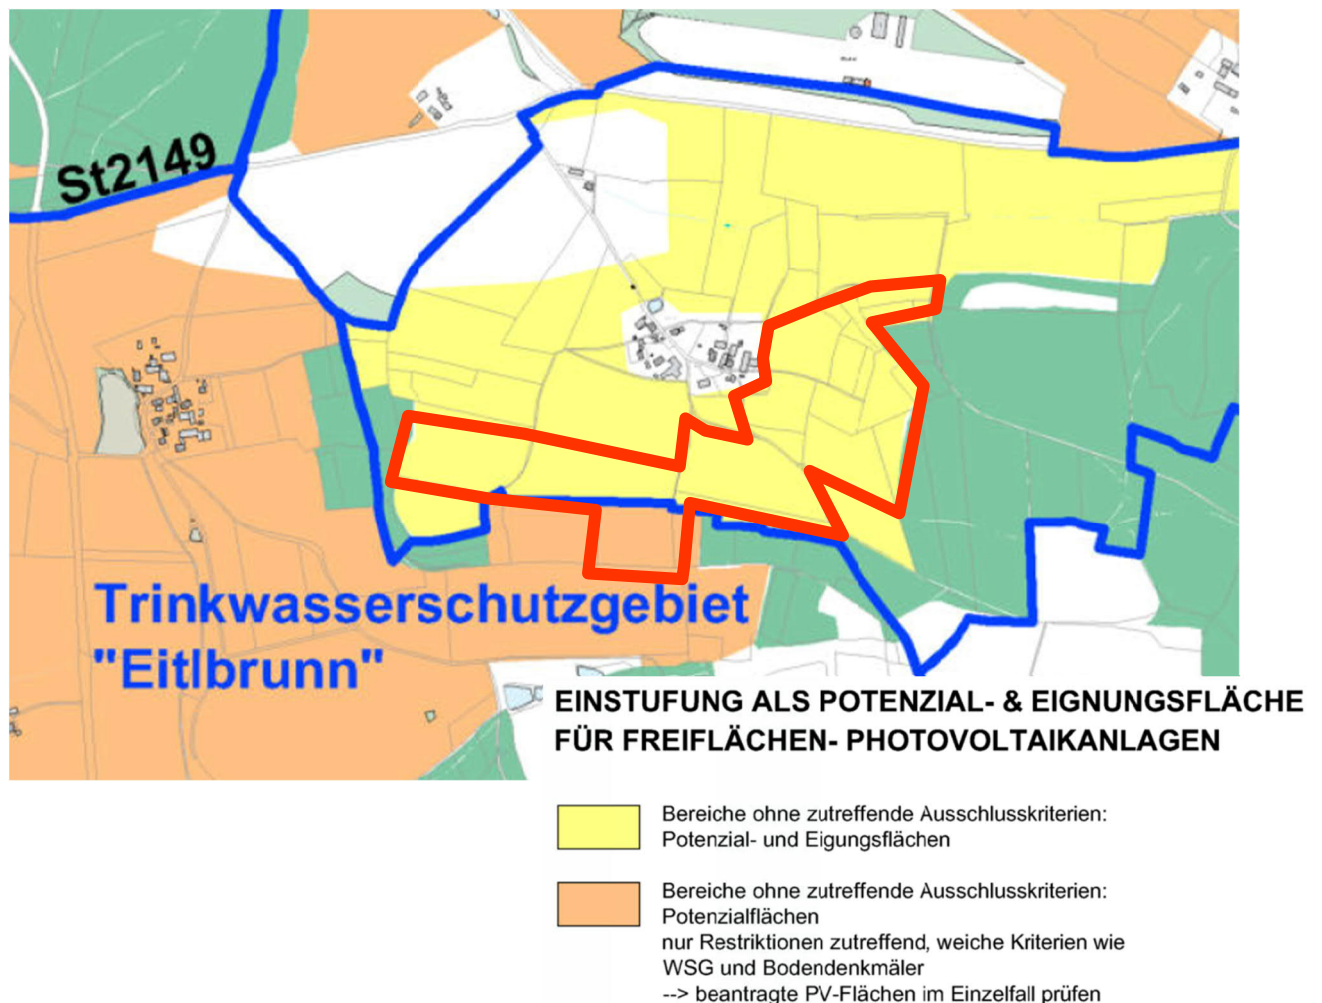 St2149
Trinkwasserschutzgebiet
"Eitlbrunn"
EINSTUFUNG ALS POTENZIAL- & EIGNUNGSFLÄCHE
FÜR FREIFLÄCHEN- PHOTOVOLTAIKANLAGEN
Bereiche ohne zutreffende Ausschlusskriterien:
Potenzial- und Eigungsflächen
Bereiche ohne zutreffende Ausschlusskriterien:
Potenzialflächen
nur Restriktionen zutreffend, weiche Kriterien wie
WSG und Bodendenkmäler
--> beantragte PV-Flächen im Einzelfall prüfen